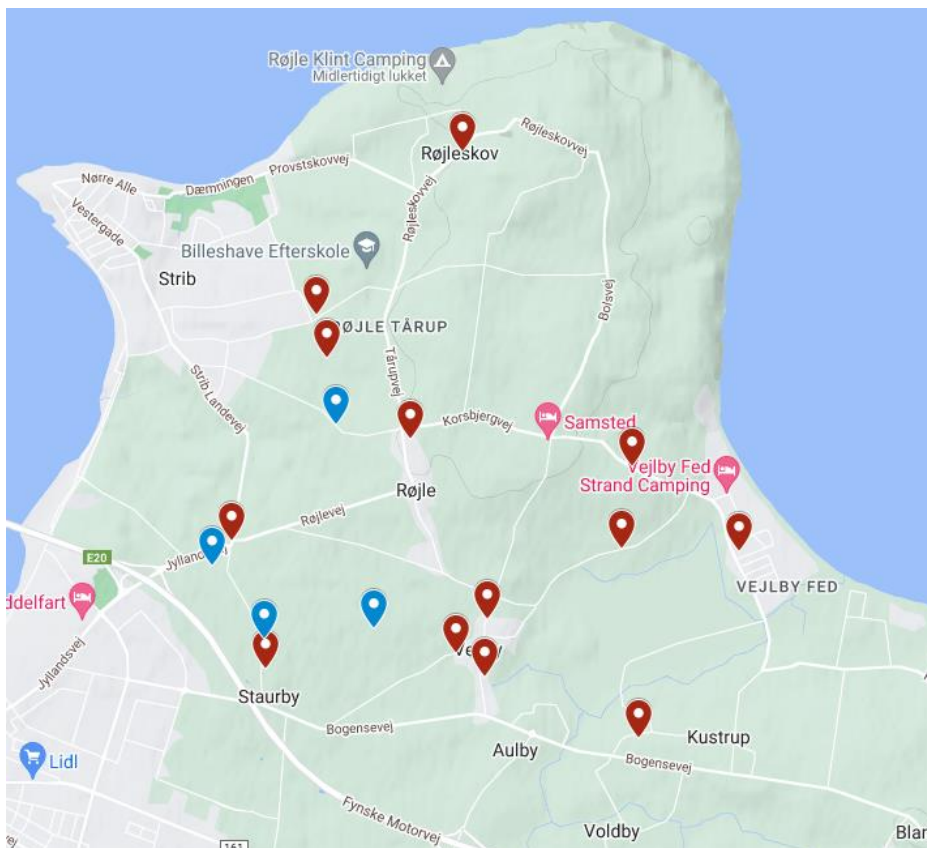 Røjle Klint Camping
Midlertidigt lukket
Røjleskov
Røjleskovvej
Provstskovvej
Nørre Alle
Dæmningen
Vestergade
Røjleskovvej
Billeshave Efterskole
Strib
Bolsvej
ØJLE TÅRUP
Tårupvej
Strib Landevej
Korsbjergvej
Samsted
Vejlby Fed
Strand Camping
Røjle
Røjlevej
E20
VEJLBY FED
ddelfart
Jyllandsvej
Staurby
Bogensevej
Aulby
Kustrup
Bogensevej
Lidl
Fynske Motorvej
Voldby
Blar
161